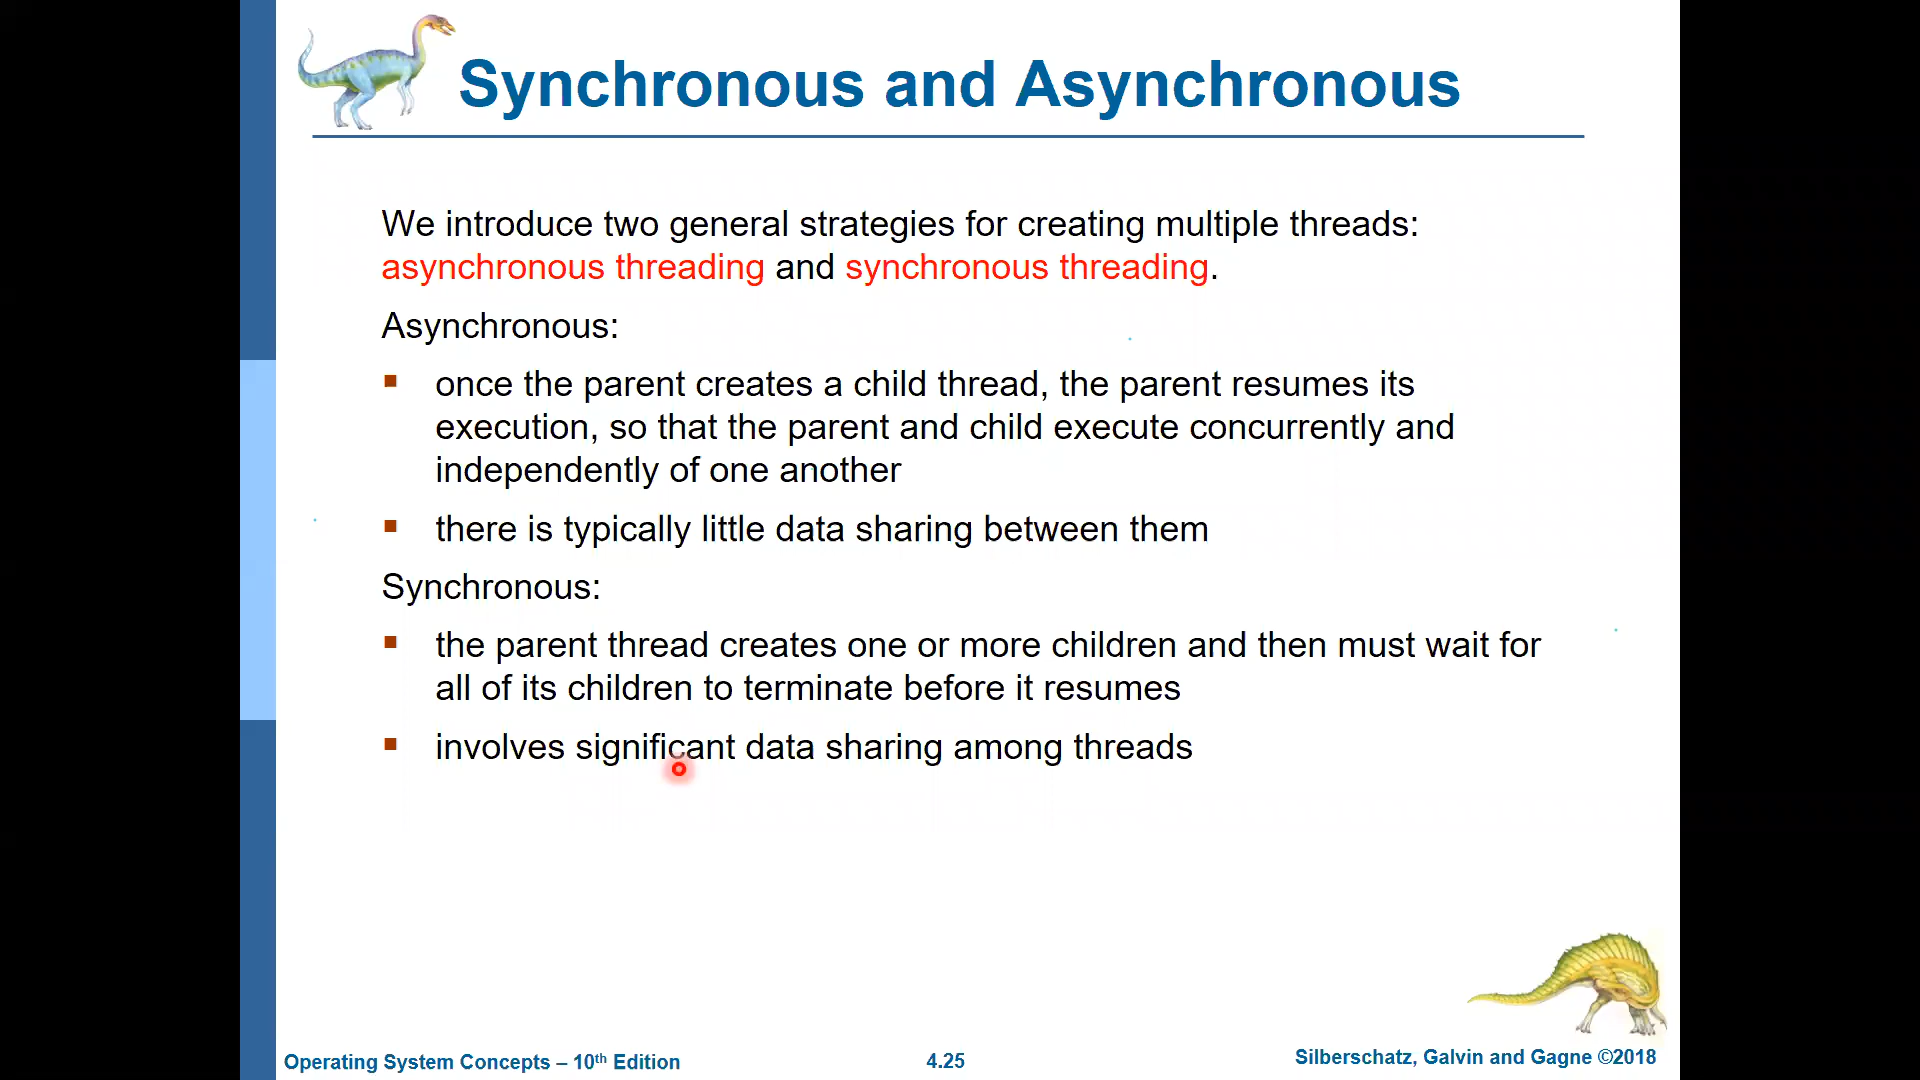 Synchronous and Asynchronous
We introduce two general strategies for creating multiple threads:
asynchronous threading and synchronous threading.
Asynchronous:
once the parent creates a child thread, the parent resumes its
execution, so that the parent and child execute concurrently and
independently of one another
there is typically little data sharing between them
Synchronous:
the parent thread creates one or more children and then must wait for
all of its children to terminate before it resumes
involves significant data sharing among threads
Operating System Concepts – 10th Edition
4.25
Silberschatz, Galvin and Gagne ©2018